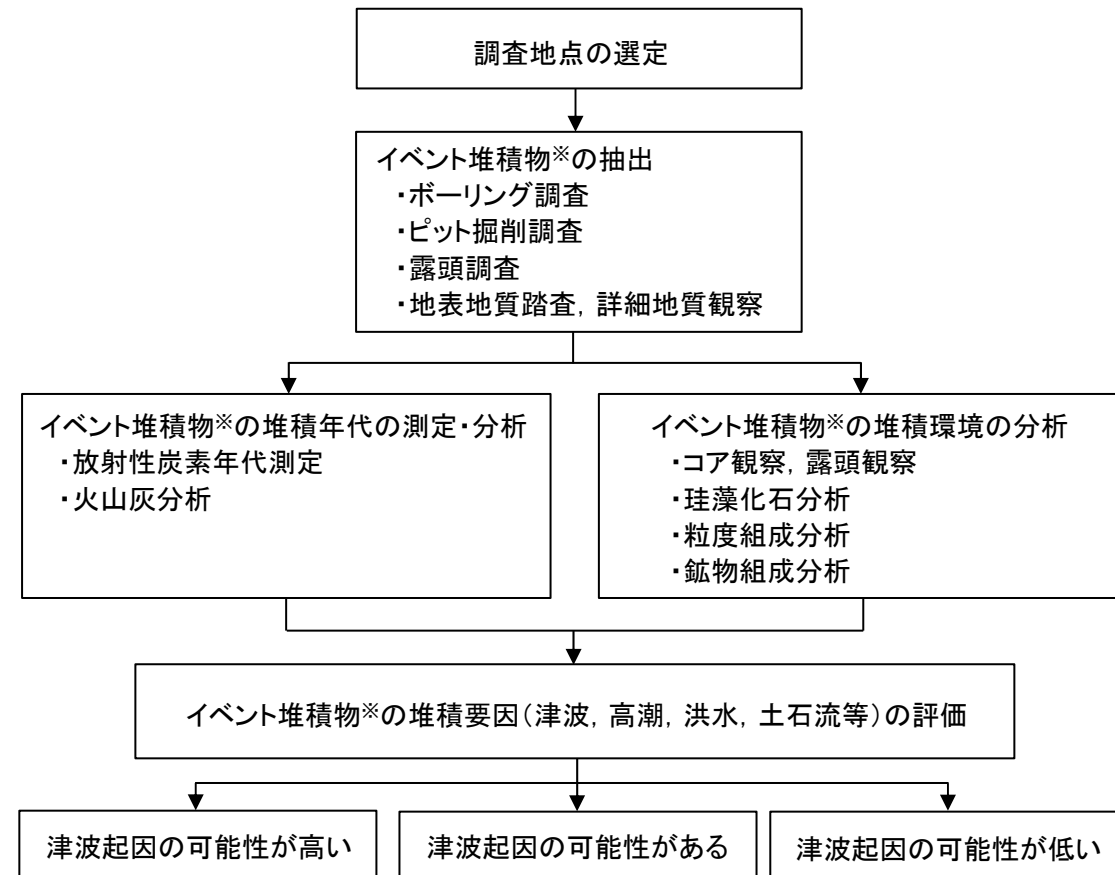 調査地点の選定
イベント堆積物※の抽出
・ボーリング調査
・ピット掘削調査
・露頭調査
・地表地質踏査, 詳細地質観察
イベント堆積物※の堆積年代の測定・分析
・放射性炭素年代測定
・火山灰分析
イベント堆積物※の堆積環境の分析
・コア観察, 露頭観察
・珪藻化石分析
・粒度組成分析
・鉱物組成分析
イベント堆積物※の堆積要因(津波, 高潮, 洪水, 土石流等)の評価
津波起因の可能性が高い
津波起因の可能性がある
津波起因の可能性が低い